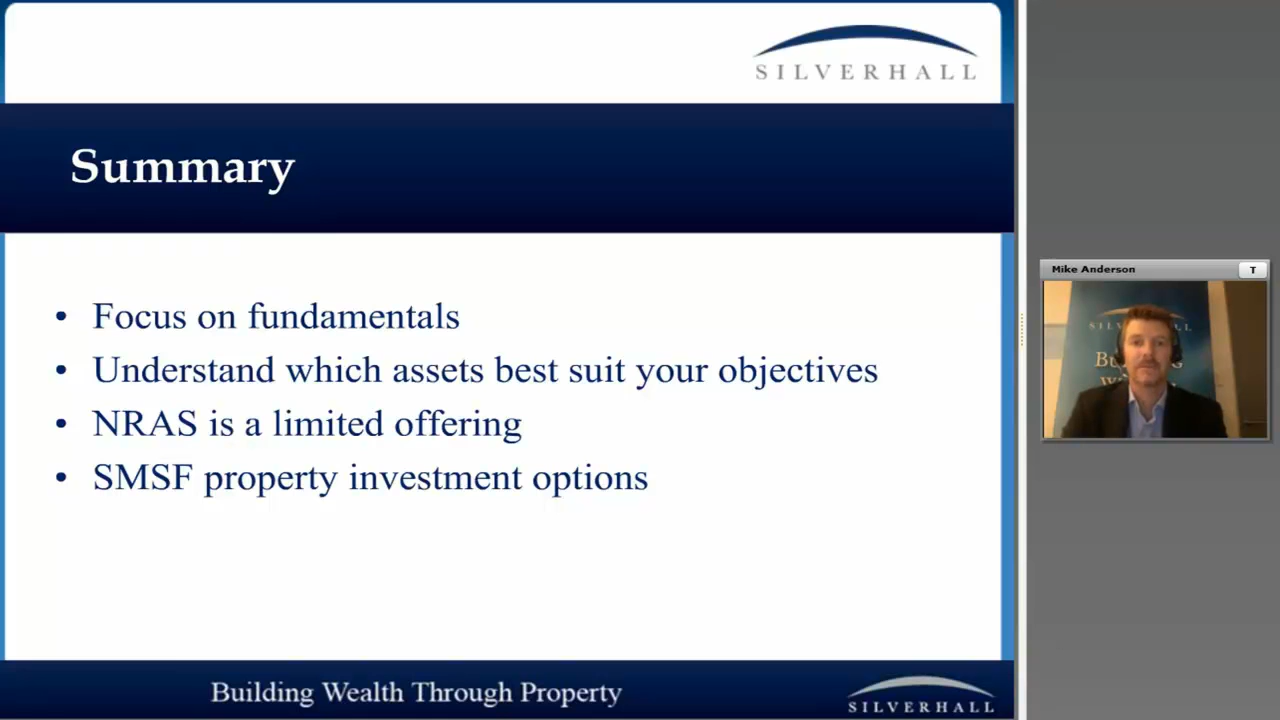 SILVERHALL
Summary
• Focus on fundamentals
• Understand which assets best suit your objectives
• NRAS is a limited offering
• SMSF property investment options
Building Wealth Through Property
SILVERHALL
Mike Anderson
T